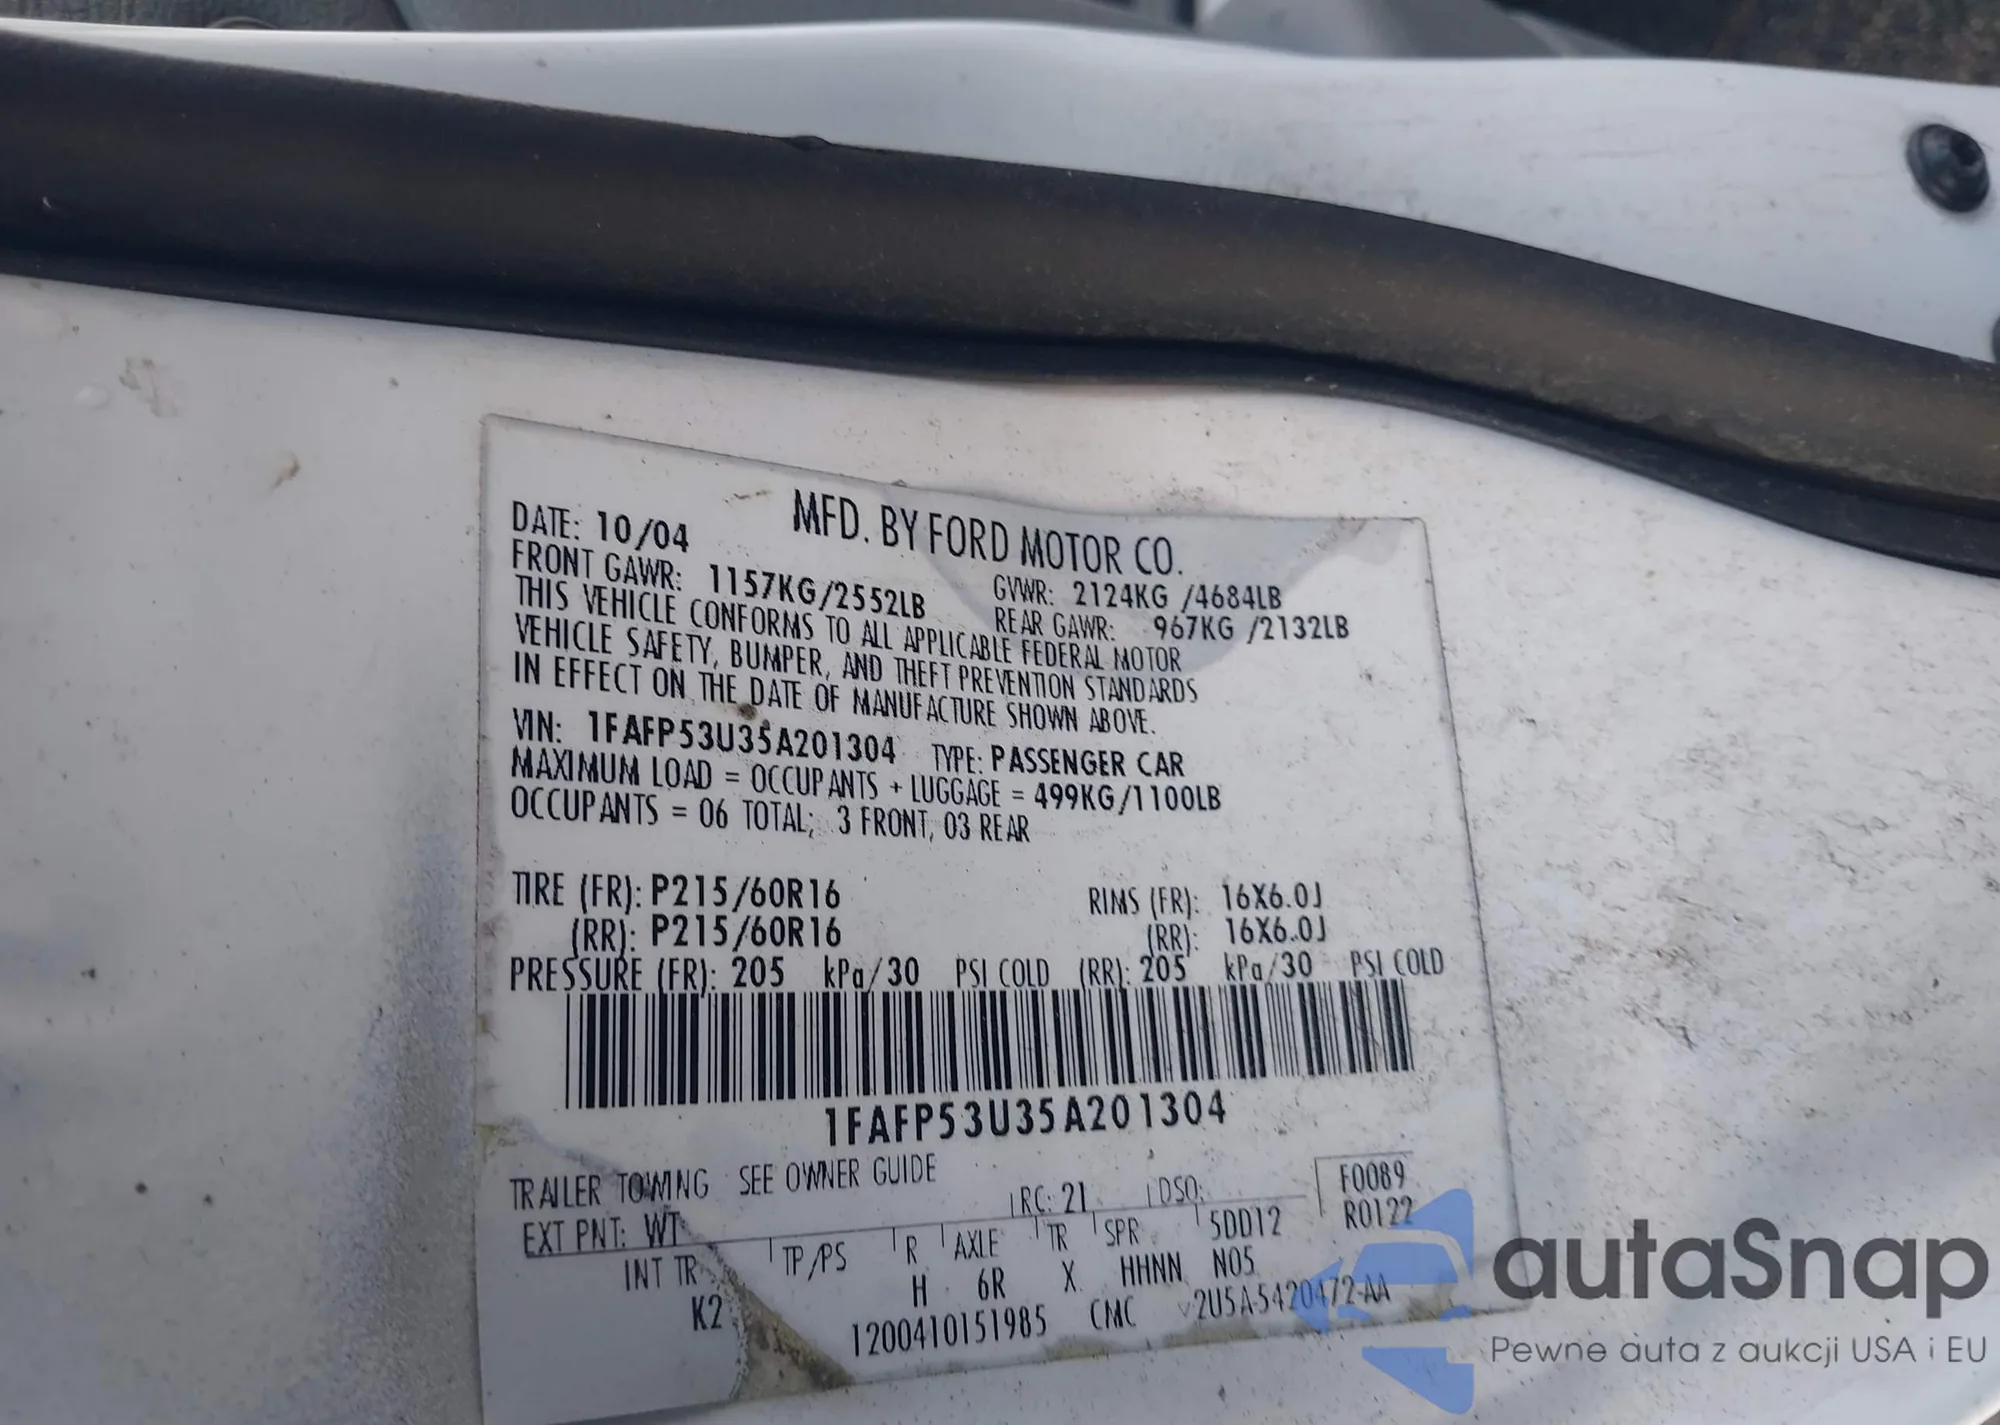 MFD. BY FORD MOTOR CO.
DATE: 10/04
FRONT GAWR: 1157KG/2552LB
GVWR: 2124KG /4684LB
REAR GAWR: 967KG /2132LB
THIS VEHICLE CONFORMS TO ALL APPLICABLE FEDERAL MOTOR
VEHICLE SAFETY, BUMPER, AND THEFT PREVENTION STANDARDS
IN EFFECT ON THE DATE OF MANUFACTURE SHOWN ABOVE.
VIN: 1FAFP53U35A201304 TYPE: PASSENGER CAR
MAXIMUM LOAD = OCCUPANTS + LUGGAGE = 499KG/1100LB
OCCUPANTS = 06 TOTAL; 3 FRONT, 03 REAR
TIRE (FR): P215/60R16 RIMS (FR): 16X6.0J
(RR): P215/60R16 (RR): 16X6.0J
PRESSURE (FR): 205 kPa/30 PSI COLD (RR): 205 kPa/30 PSI COLD
1FAFP53U35A201304
TRAILER TOWING SEE OWNER GUIDE
EXT PNT: WT RC: 21 DSO: F0089
R0122
INT TR TP/PS R AXLE TR SPR 5DD12
K2 H 6R X HHNN N05
1200410151985 CMC 2U5A-5420472-AA
autaSnap
Pewne auta z aukcji USA i EU